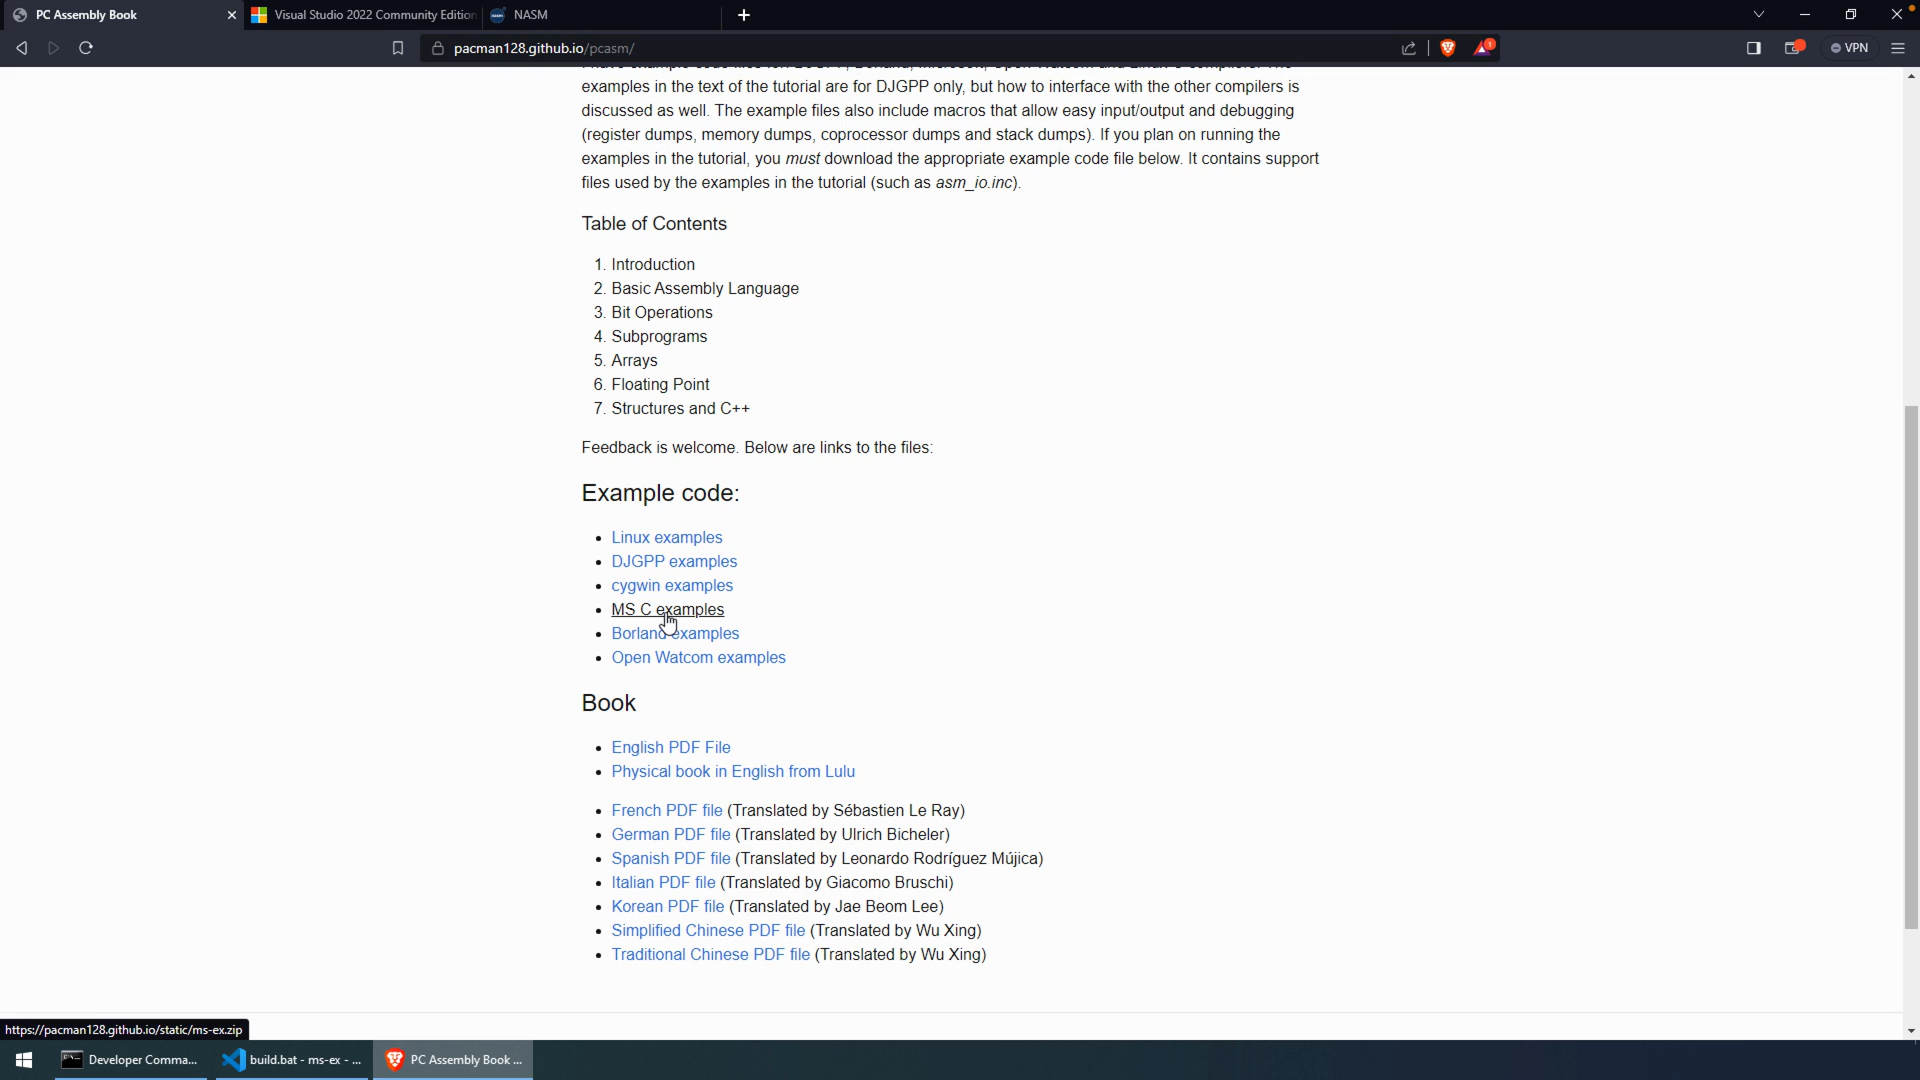 PC Assembly Book
Visual Studio 2022 Community Edition
NASM
pacman128.github.io/pcasm/
1
VPN
examples in the text of the tutorial are for DJGPP only, but how to interface with the other compilers is
discussed as well. The example files also include macros that allow easy input/output and debugging
(register dumps, memory dumps, coprocessor dumps and stack dumps). If you plan on running the
examples in the tutorial, you must download the appropriate example code file below. It contains support
files used by the examples in the tutorial (such as asm_io.inc).
Table of Contents
1. Introduction
2. Basic Assembly Language
3. Bit Operations
4. Subprograms
5. Arrays
6. Floating Point
7. Structures and C++
Feedback is welcome. Below are links to the files:
Example code:
Linux examples
DJGPP examples
cygwin examples
MS C examples
Borland examples
Open Watcom examples
Book
English PDF File
Physical book in English from Lulu
French PDF file (Translated by Sébastien Le Ray)
German PDF file (Translated by Ulrich Bicheler)
Spanish PDF file (Translated by Leonardo Rodríguez Mújica)
Italian PDF file (Translated by Giacomo Bruschi)
Korean PDF file (Translated by Jae Beom Lee)
Simplified Chinese PDF file (Translated by Wu Xing)
Traditional Chinese PDF file (Translated by Wu Xing)
https://pacman128.github.io/static/ms-ex.zip
Developer Comma...
build.bat - ms-ex - ...
PC Assembly Book ...